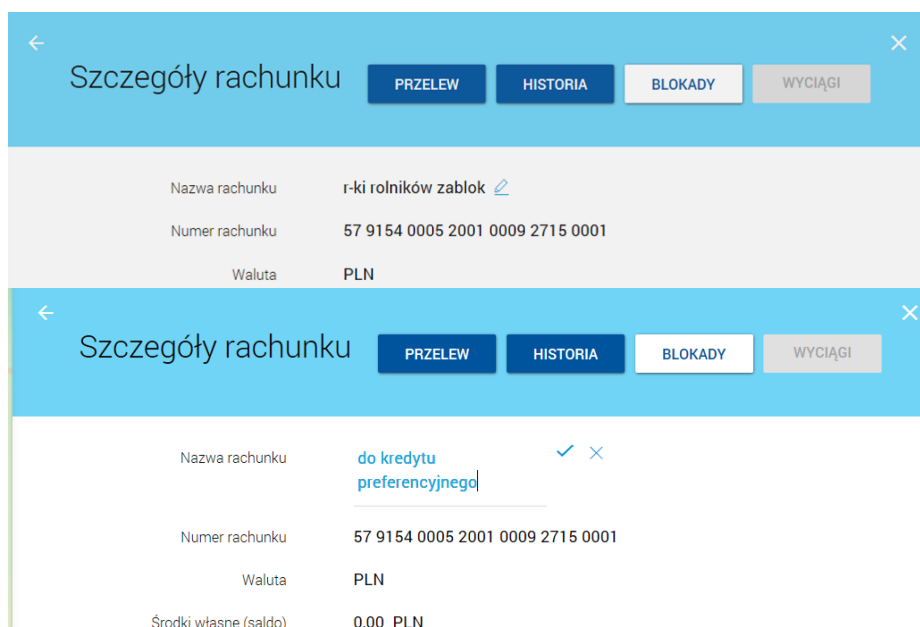 Szczegóły rachunku PRZELEW HISTORIA BLOKADY WYCIĄGI
Nazwa rachunku r-ki rolników zablok
Numer rachunku 57 9154 0005 2001 0009 2715 0001
Waluta PLN
Szczegóły rachunku PRZELEW HISTORIA BLOKADY WYCIĄGI
Nazwa rachunku do kredytu
preferencyjnego
Numer rachunku 57 9154 0005 2001 0009 2715 0001
Waluta PLN
Środki własne (saldo) 0,00 PLN